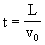 t = L / v₀